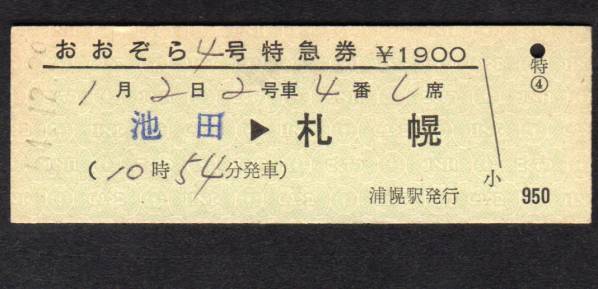 おおぞら4号特急券 ¥1900
特
④
1月2日2号車4番し席
池田▶札幌
(10時54分発車)
小
浦幌駅発行
950